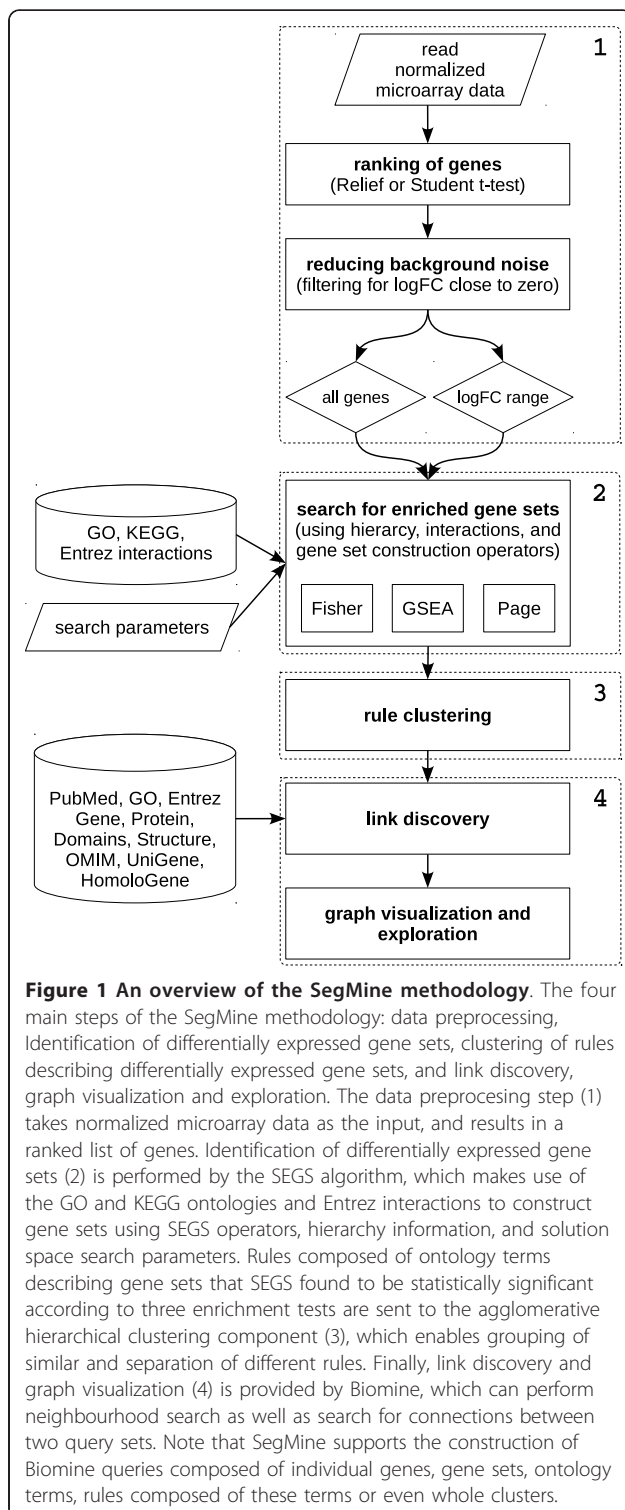 1
read
normalized
microarray data
ranking of genes
(Relief or Student t-test)
reducing background noise
(filtering for logFC close to zero)
all genes
logFC range
2
search for enriched gene sets
(using hierarcy, interactions, and
gene set construction operators)
GO, KEGG,
Entrez interactions
search parameters
Fisher
GSEA
Page
3
rule clustering
4
PubMed, GO, Entrez
Gene, Protein,
Domains, Structure,
OMIM, UniGene,
HomoloGene
link discovery
graph visualization and
exploration
Figure 1 An overview of the SegMine methodology. The four
main steps of the SegMine methodology: data preprocessing,
Identification of differentially expressed gene sets, clustering of rules
describing differentially expressed gene sets, and link discovery,
graph visualization and exploration. The data preprocesing step (1)
takes normalized microarray data as the input, and results in a
ranked list of genes. Identification of differentially expressed gene
sets (2) is performed by the SEGS algorithm, which makes use of
the GO and KEGG ontologies and Entrez interactions to construct
gene sets using SEGS operators, hierarchy information, and solution
space search parameters. Rules composed of ontology terms
describing gene sets that SEGS found to be statistically significant
according to three enrichment tests are sent to the agglomerative
hierarchical clustering component (3), which enables grouping of
similar and separation of different rules. Finally, link discovery and
graph visualization (4) is provided by Biomine, which can perform
neighbourhood search as well as search for connections between
two query sets. Note that SegMine supports the construction of
Biomine queries composed of individual genes, gene sets, ontology
terms, rules composed of these terms or even whole clusters.